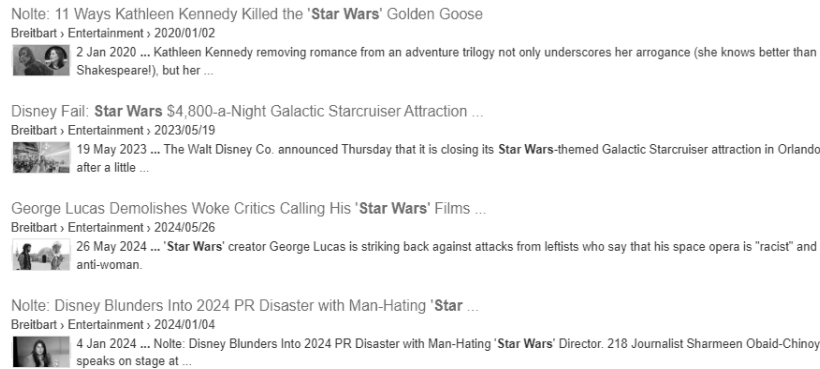 Nolte: 11 Ways Kathleen Kennedy Killed the 'Star Wars' Golden Goose
Breitbart › Entertainment › 2020/01/02
2 Jan 2020 ... Kathleen Kennedy removing romance from an adventure trilogy not only underscores her arrogance (she knows better than
Shakespeare!), but her ...
Disney Fail: Star Wars $4,800-a-Night Galactic Starcruiser Attraction ...
Breitbart › Entertainment › 2023/05/19
19 May 2023 ... The Walt Disney Co. announced Thursday that it is closing its Star Wars-themed Galactic Starcruiser attraction in Orlando
after a little ...
George Lucas Demolishes Woke Critics Calling His 'Star Wars' Films ...
Breitbart › Entertainment › 2024/05/26
26 May 2024 ... 'Star Wars' creator George Lucas is striking back against attacks from leftists who say that his space opera is "racist" and
anti-woman.
Nolte: Disney Blunders Into 2024 PR Disaster with Man-Hating 'Star ...
Breitbart › Entertainment › 2024/01/04
4 Jan 2024 ... Nolte: Disney Blunders Into 2024 PR Disaster with Man-Hating 'Star Wars' Director. 218 Journalist Sharmeen Obaid-Chinoy
speaks on stage at ...